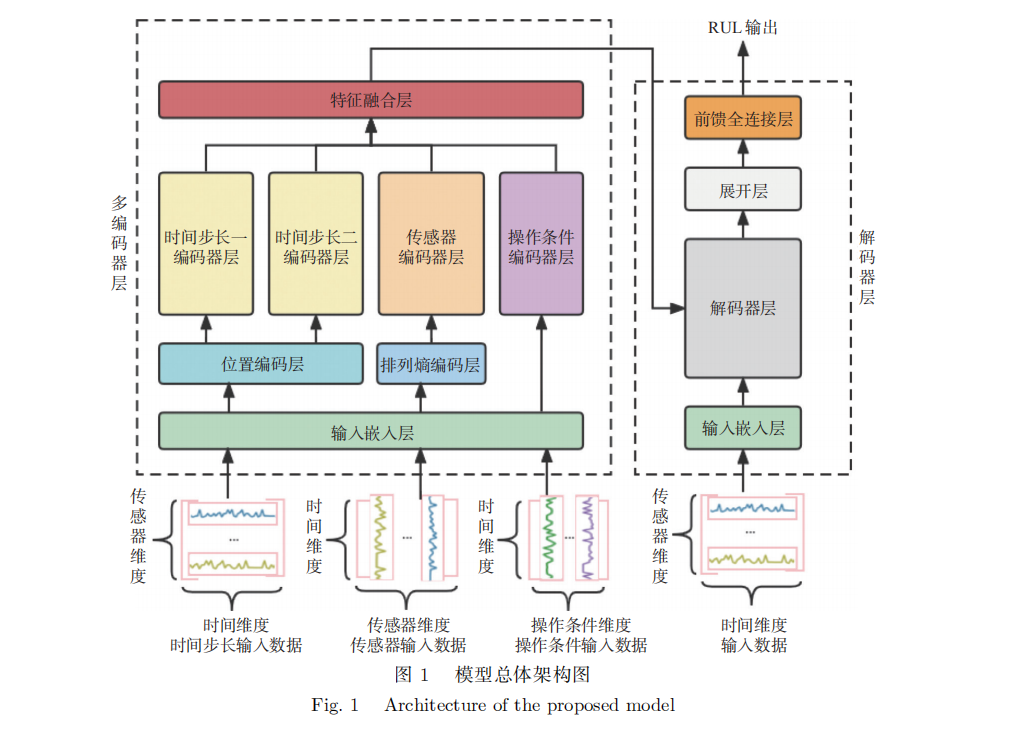 RUL 输出
特征融合层
前馈全连接层
展开层
多编码器层
时间步长一
编码器层
时间步长二
编码器层
传感器
编码器层
操作条件
编码器层
解码器层
解码器层
位置编码层
排列熵编码层
输入嵌入层
输入嵌入层
传感器维度
...
时间维度
时间步长输入数据
时间维度
...
传感器维度
传感器输入数据
时间维度
...
操作条件维度
操作条件输入数据
传感器维度
...
时间维度
输入数据
图 1 模型总体架构图
Fig. 1 Architecture of the proposed model